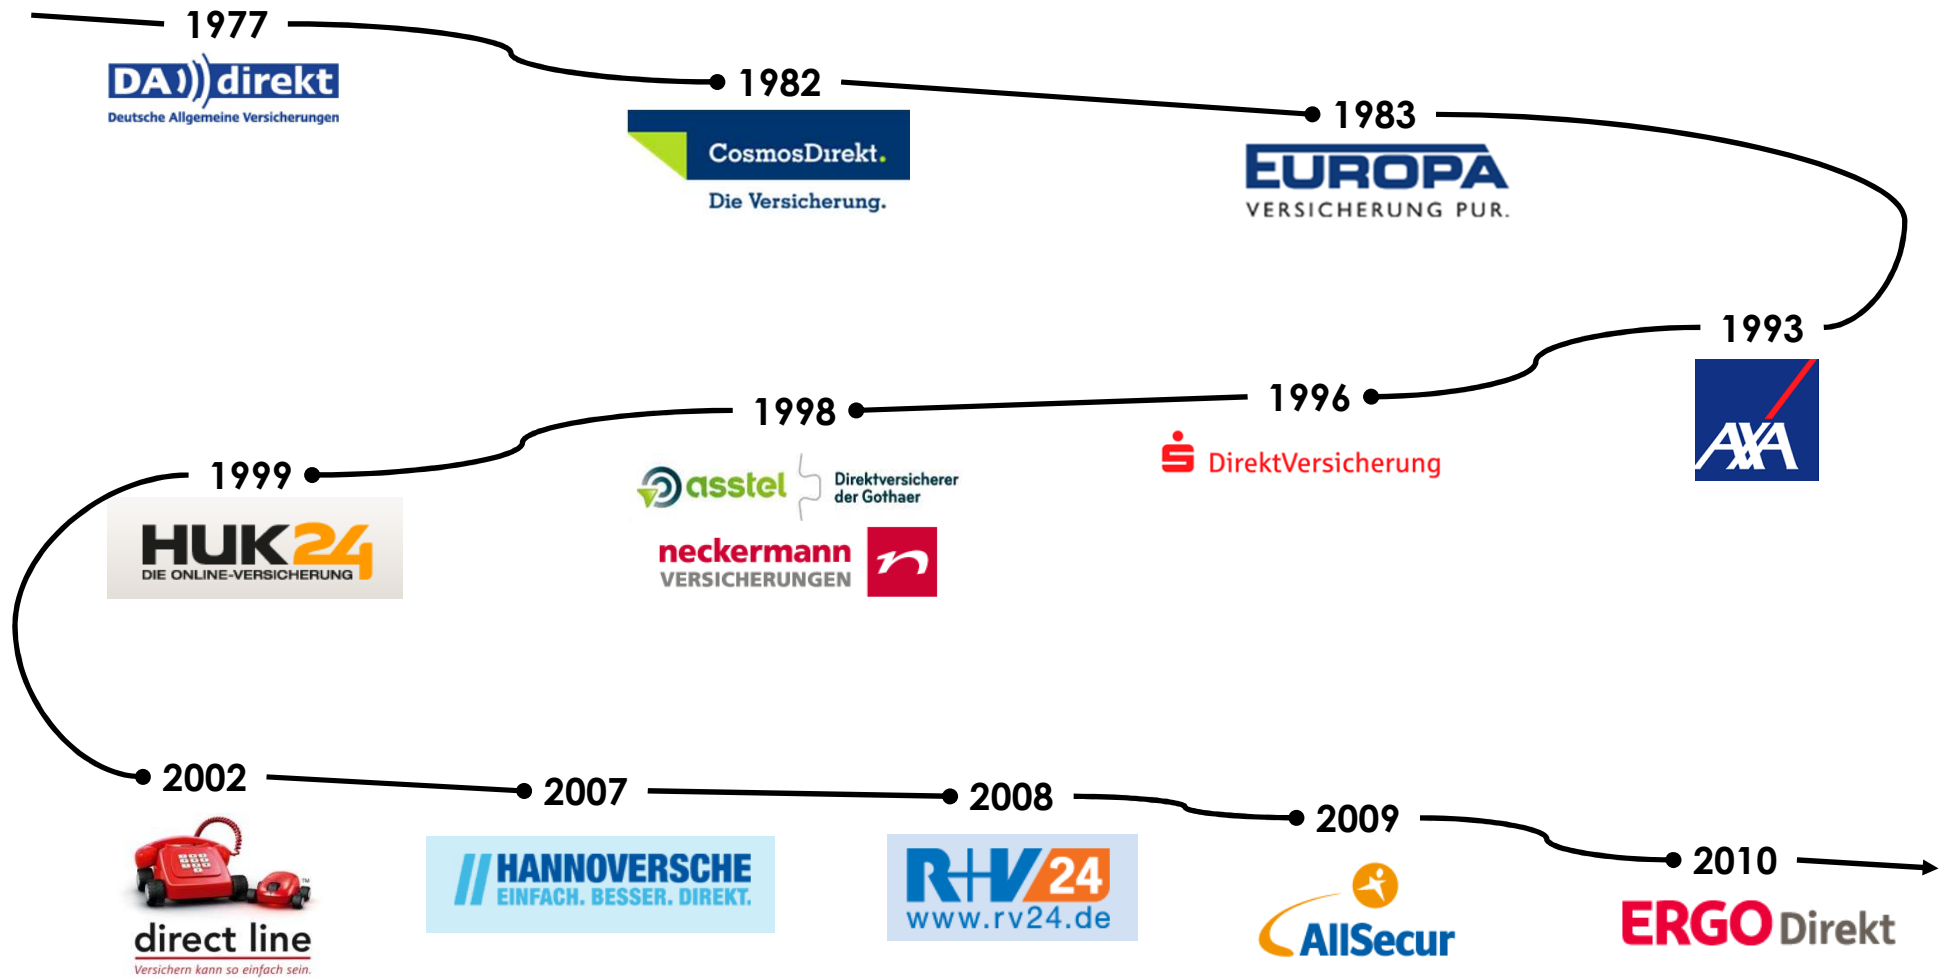 1977
DA direkt
Deutsche Allgemeine Versicherungen
1982
CosmosDirekt.
Die Versicherung.
1983
EUROPA
VERSICHERUNG PUR.
1993
AXA
1996
DirektVersicherung
1998
asstel
Direktversicherer
der Gothaer
neckermann
VERSICHERUNGEN
n
1999
HUK24
DIE ONLINE-VERSICHERUNG
2002
TM
direct line
Versichern kann so einfach sein.
2007
HANNOVERSCHE
EINFACH. BESSER. DIREKT.
2008
R+V/24
www.rv24.de
2009
AllSecur
2010
ERGO Direkt